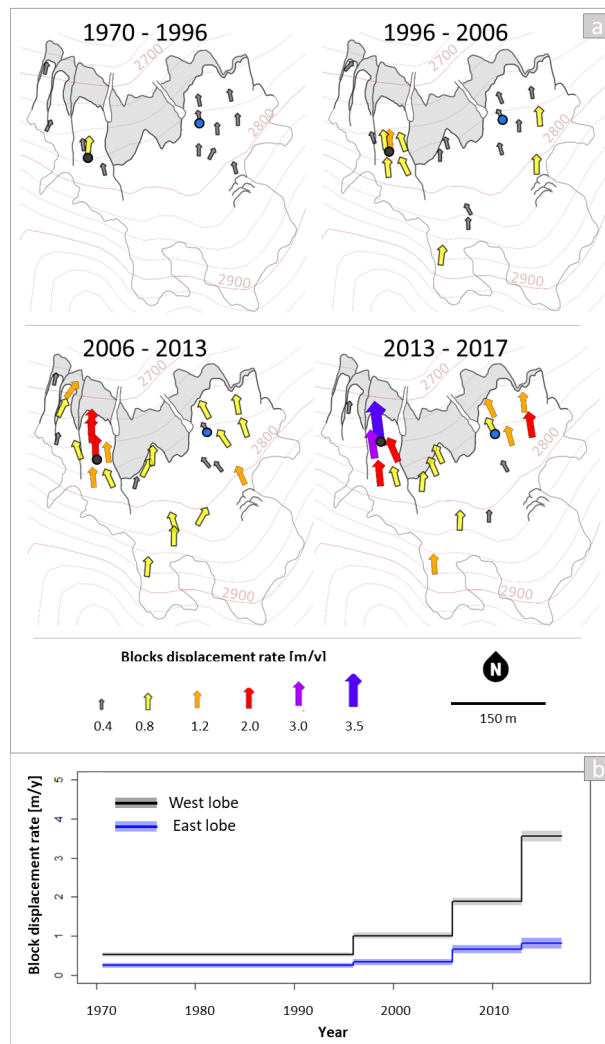 a
1970 - 1996
1996 - 2006
2700
2800
2900
2700
2800
2900
2006 - 2013
2013 - 2017
2700
2800
2900
2700
2800
2900
Blocks displacement rate [m/y]
0.4 0.8 1.2 2.0 3.0 3.5
N
150 m
b
Block displacement rate [m/y]
5
4
3
2
1
0
West lobe
East lobe
1970 1980 1990 2000 2010
Year